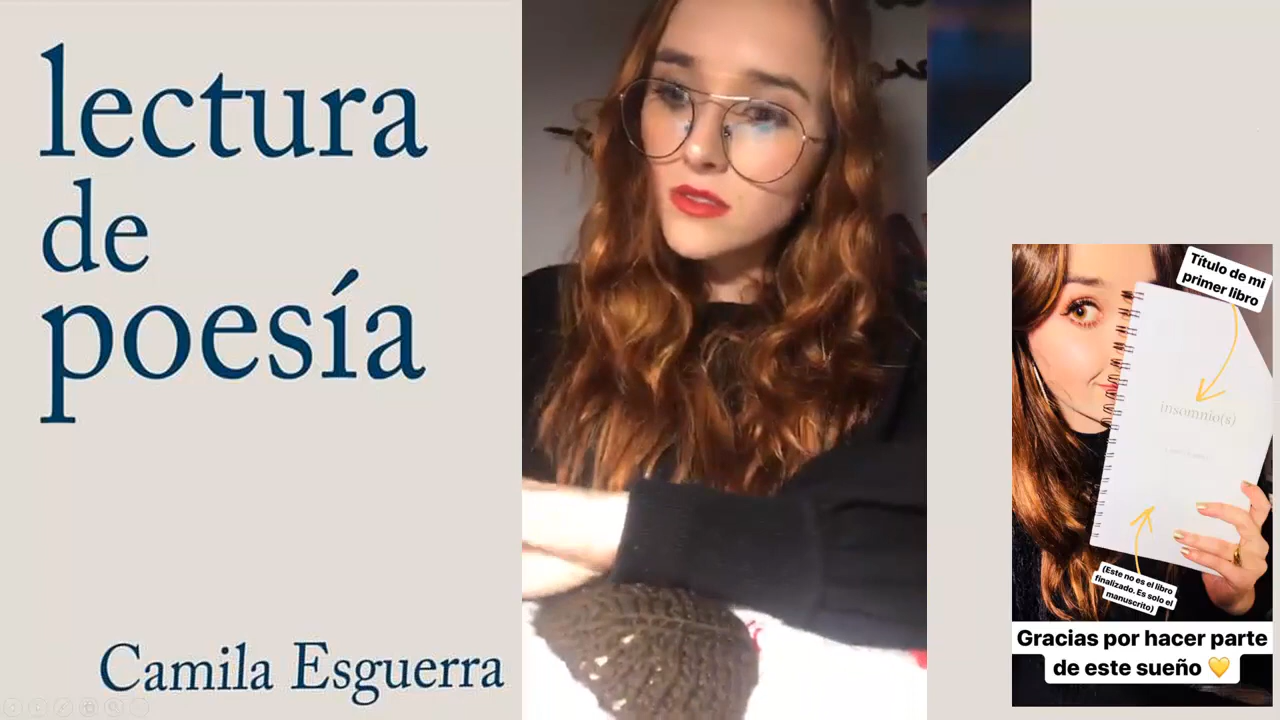 lectura
de
poesía
Camila Esguerra
Título de mi
primer libro
insomnio(s)
(Este no es el libro
finalizado. Es solo el
manuscrito)
Gracias por hacer parte
de este sueño 💛